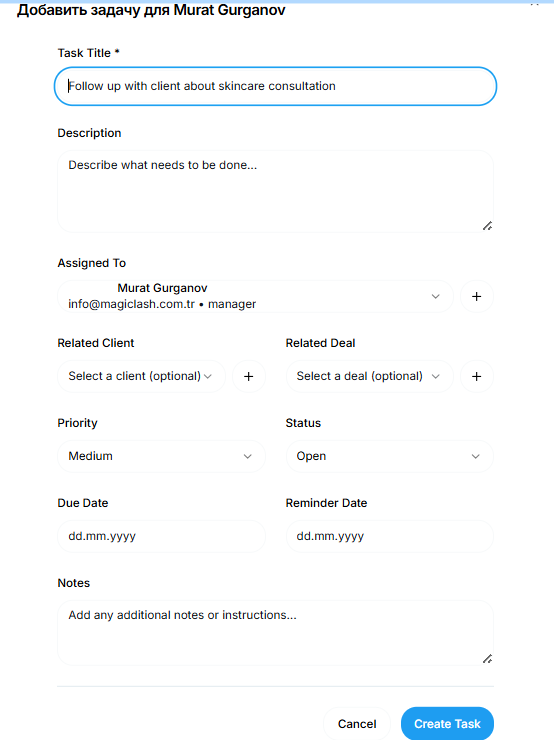 Добавить задачу для Murat Gurganov
Task Title *
Follow up with client about skincare consultation
Description
Describe what needs to be done...
Assigned To
Murat Gurganov
info@magiclash.com.tr • manager
+
Related Client
Related Deal
Select a client (optional)
+
Select a deal (optional)
+
Priority
Status
Medium
Open
Due Date
Reminder Date
dd.mm.yyyy
dd.mm.yyyy
Notes
Add any additional notes or instructions...
Cancel
Create Task